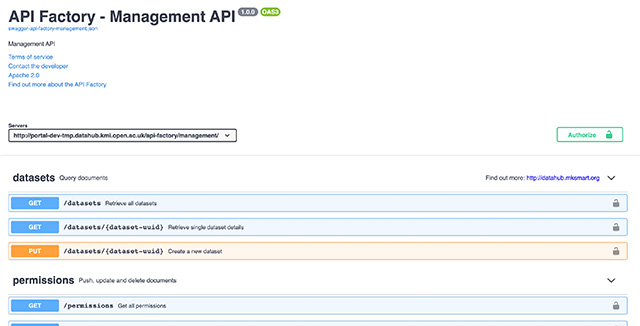 API Factory - Management API 1.0.0 OAS3
swagger-api-factory-management.json
Management API
Terms of service
Contact the developer
Apache 2.0
Find out more about the API Factory
Servers
http://portal-dev-tmp.datahub.kmi.open.ac.uk/api-factory/management/
Authorize
datasets Query documents Find out more: http://datahub.mksmart.org
GET /datasets Retrieve all datasets
GET /datasets/{dataset-uuid} Retrieve single dataset details
PUT /datasets/{dataset-uuid} Create a new dataset
permissions Push, update and delete documents
GET /permissions Get all permissions